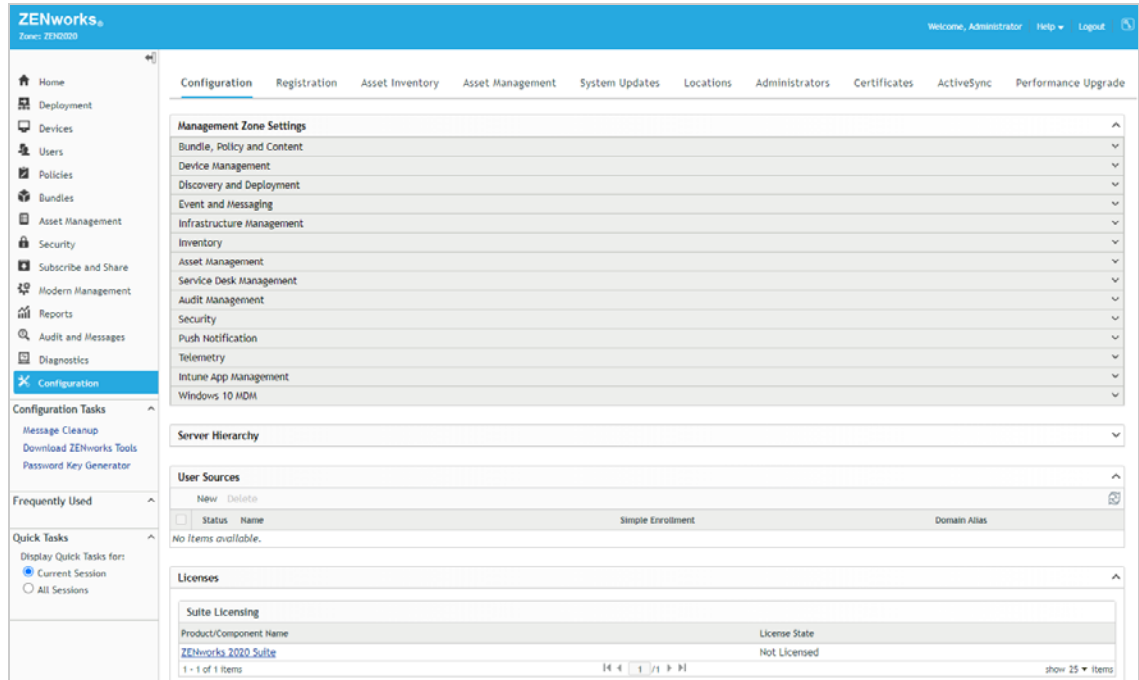 ZENworks®
Zone: ZEN2020
Welcome, Administrator Help Logout
Home
Deployment
Devices
Users
Policies
Bundles
Asset Management
Security
Subscribe and Share
Modern Management
Reports
Audit and Messages
Diagnostics
Configuration
Configuration Tasks
Message Cleanup
Download ZENworks Tools
Password Key Generator
Frequently Used
Quick Tasks
Display Quick Tasks for:
Current Session
All Sessions
Configuration Registration Asset Inventory Asset Management System Updates Locations Administrators Certificates ActiveSync Performance Upgrade
Management Zone Settings
Bundle, Policy and Content
Device Management
Discovery and Deployment
Event and Messaging
Infrastructure Management
Inventory
Asset Management
Service Desk Management
Audit Management
Security
Push Notification
Telemetry
Intune App Management
Windows 10 MDM
Server Hierarchy
User Sources
New Delete
Status Name Simple Enrollment Domain Alias
No items available.
Licenses
Suite Licensing
Product/Component Name License State
ZENworks 2020 Suite Not Licensed
1 - 1 of 1 items 1 /1 show 25 items